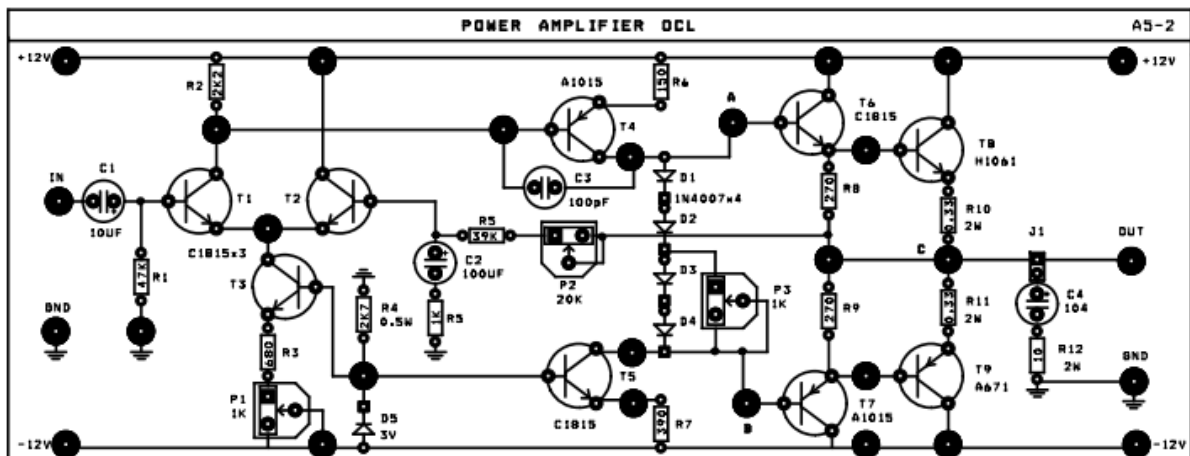 POWER AMPLIFIER OCL A5-2
+12V +12V
R2 2K2
A1015
150 R6
A
T6
C1815
T4
T8
H1061
C1
IN
T1
T2
C3
100pF
D1
1N4007x4
270
R8
10UF
D2
0.33 R10
2W
R5
39K
J1
OUT
C1815x3
C
47K R1
T3
C2
100UF
P2
20K
D3
P3
1K
GND
2K7 R4
0.5W
1K R5
D4
270 R9
0.33 R11
2W
C4
104
680 R3
10 R12
2W
GND
P1
1K
T5
T9
A671
D5
3V
C1815
390 R7
B
T7
A1015
-12V -12V